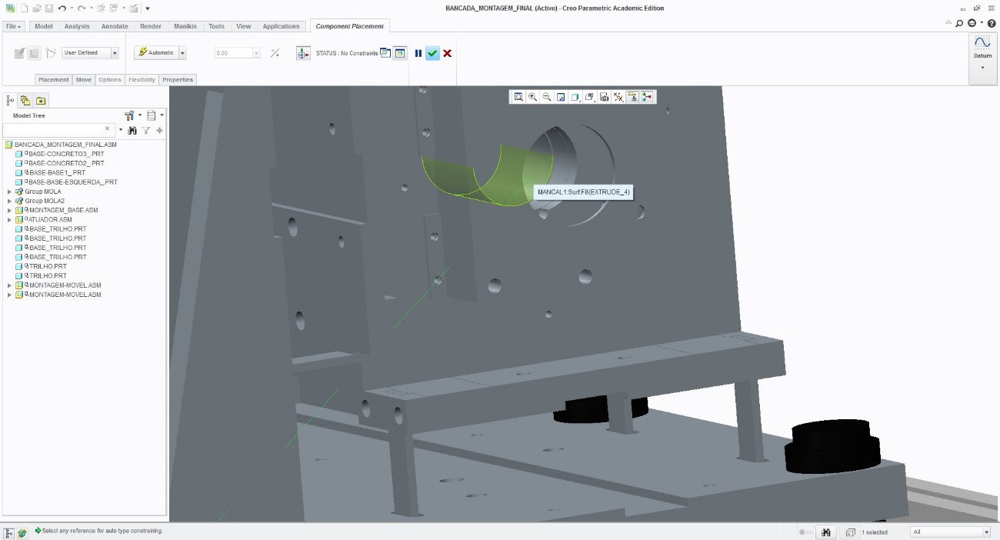 BANCADA_MONTAGEM_FINAL (Active) - Creo Parametric Academic Edition
File Model Analysis Annotate Render Manikin Tools View Applications Component Placement
User Defined Automatic 0.00 STATUS : No Constraints
Datum
Placement Move Options Flexibility Properties
Model Tree
BANCADA_MONTAGEM_FINAL.ASM
BASE-CONCRETO3_.PRT
BASE-CONCRETO2_.PRT
BASE-BASE1_.PRT
BASE-BASE-ESQUERDA_.PRT
Group MOLA
Group MOLA2
MONTAGEM_BASE.ASM
ATUADOR.ASM
BASE_TRILHO.PRT
BASE_TRILHO.PRT
BASE_TRILHO.PRT
BASE_TRILHO.PRT
TRILHO.PRT
TRILHO.PRT
MONTAGEM-MOVEL.ASM
MONTAGEM-MOVEL.ASM
MANCAL1:Surf:F8(EXTRUDE_4)
Select any reference for auto type constraining.
1 selected
All